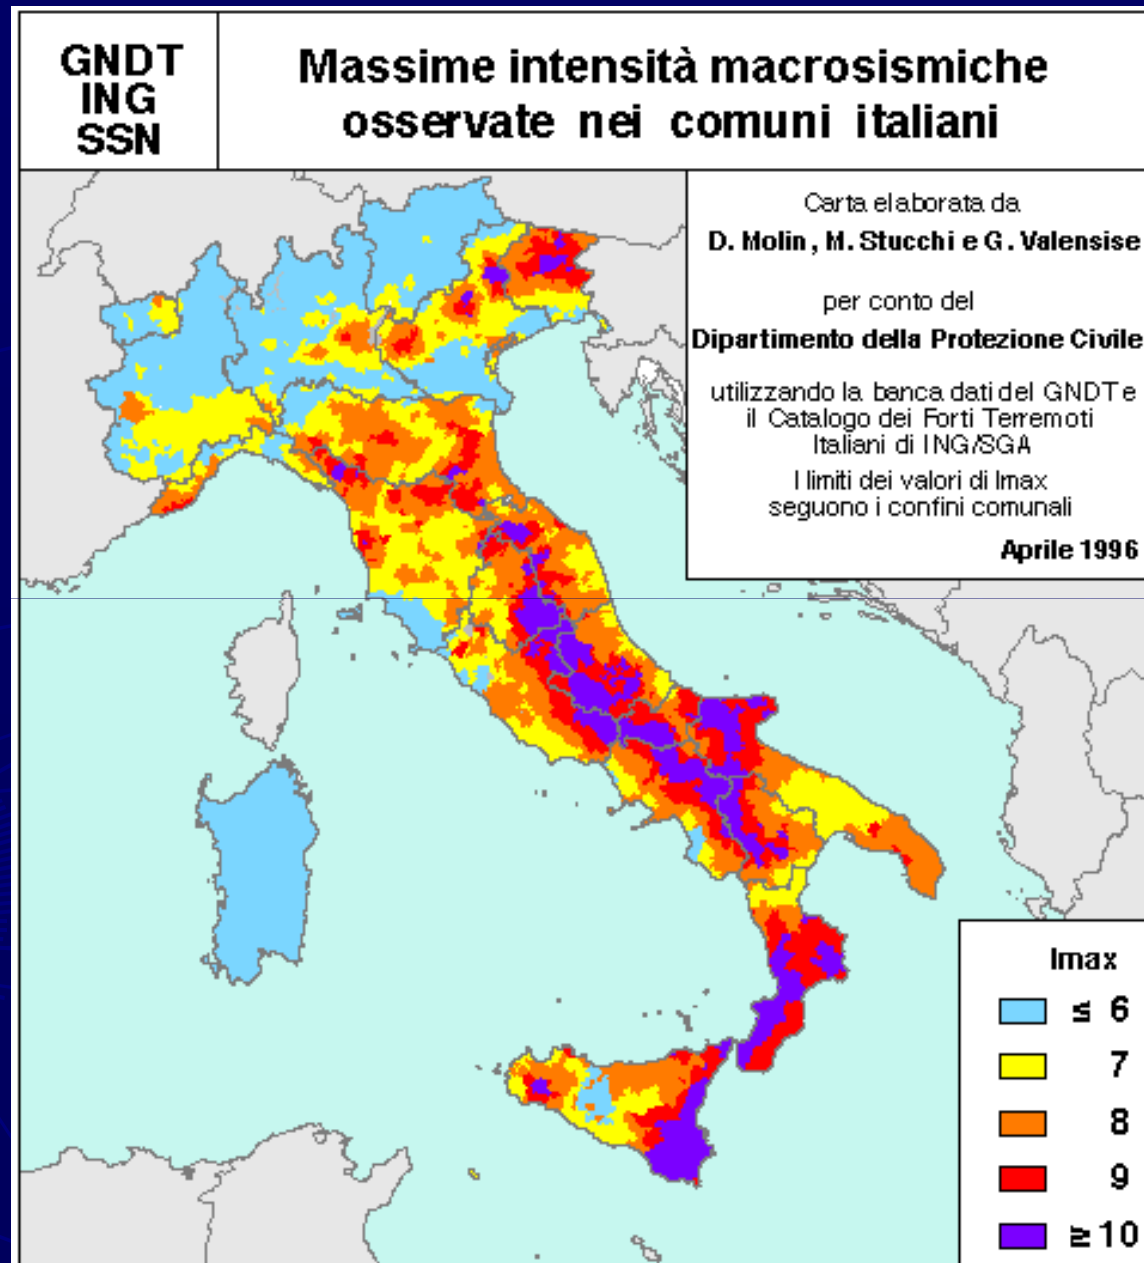 GNDT
ING
SSN
Massime intensità macrosismiche
osservate nei comuni italiani
Carta elaborata da
D. Molin, M. Stucchi e G. Valensise
per conto del
Dipartimento della Protezione Civile
utilizzando la banca dati del GNDT e
il Catalogo dei Forti Terremoti
Italiani di ING/SGA
I limiti dei valori di Imax
seguono i confini comunali
Aprile 1996
Imax
≤ 6
7
8
9
≥ 10